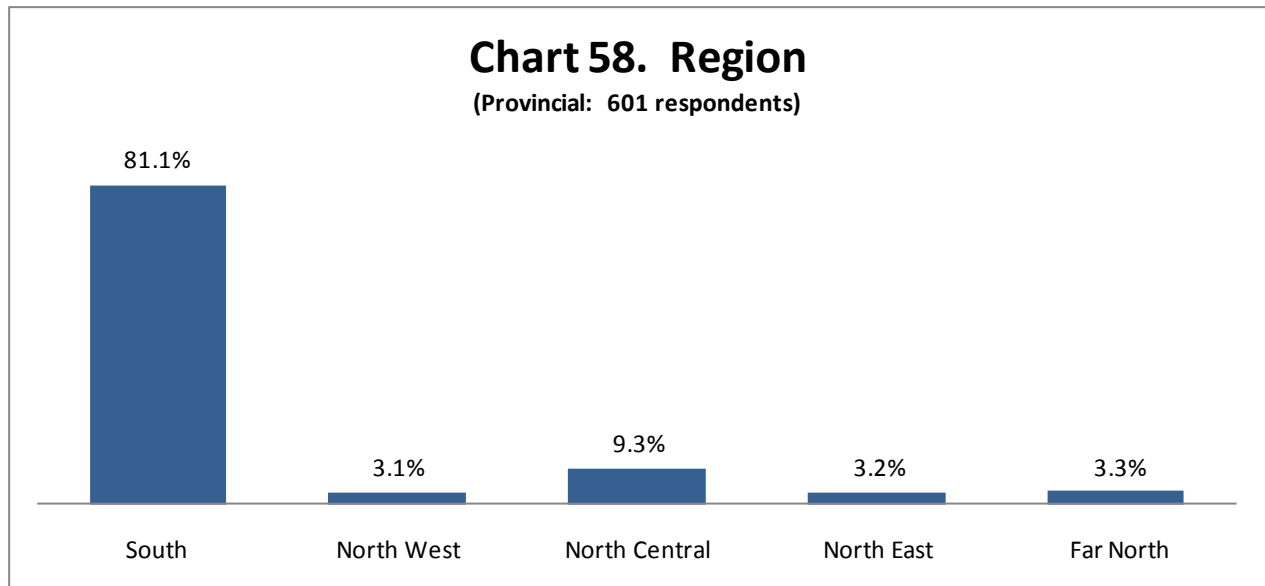 Chart 58.  Region
(Provincial:  601 respondents)
81.1%
3.1%
9.3%
3.2%
3.3%
South
North West
North Central
North East
Far North